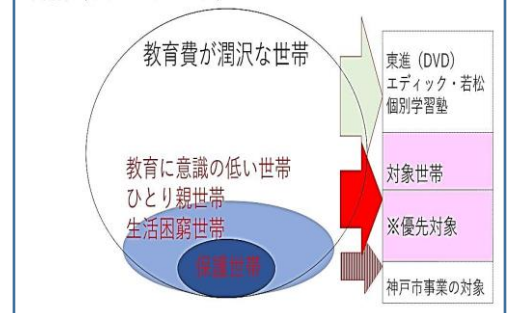 教育費が潤沢な世帯
教育に意識の低い世帯
ひとり親世帯
生活困窮世帯
保護世帯
東進（DVD）
エディック・若松
個別学習塾
対象世帯
※優先対象
神戸市事業の対象